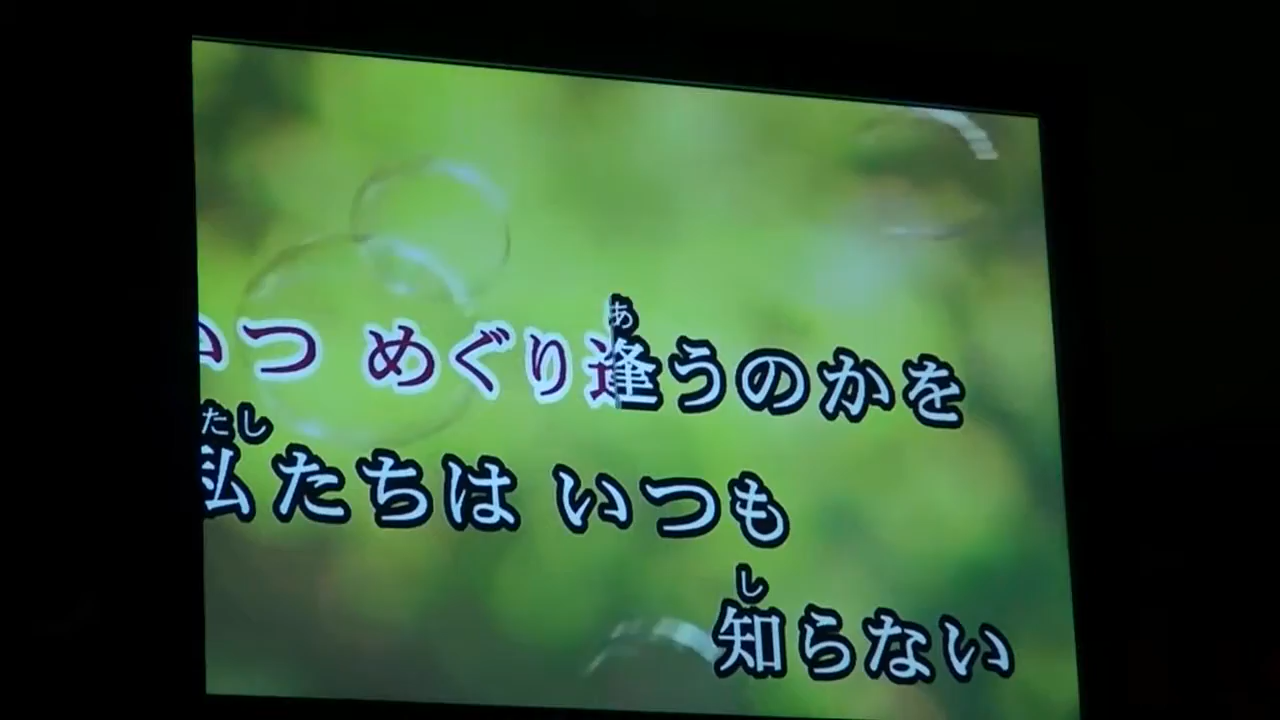 いつ めぐり逢うのかを
私たちは いつも
知らない